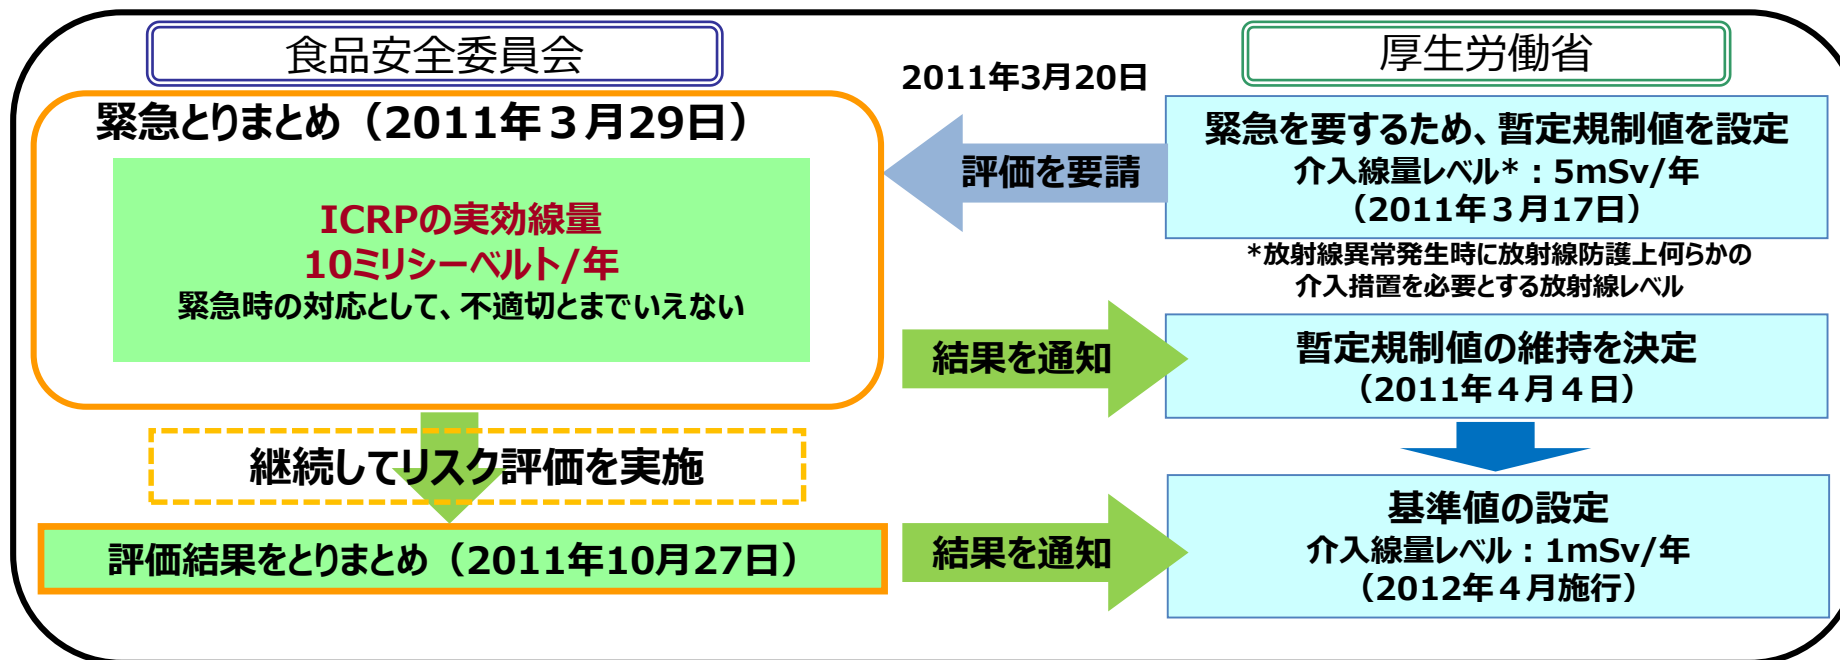 食品安全委員会
緊急とりまとめ（2011年３月29日）
ICRPの実効線量
10ミリシーベルト/年
緊急時の対応として、不適切とまでいえない
継続してリスク評価を実施
評価結果をとりまとめ（2011年10月27日）
2011年3月20日
評価を要請
結果を通知
結果を通知
厚生労働省
緊急を要するため、暫定規制値を設定
介入線量レベル*：5mSv/年
（2011年３月17日）
*放射線異常発生時に放射線防護上何らかの
介入措置を必要とする放射線レベル
暫定規制値の維持を決定
（2011年４月４日）
基準値の設定
介入線量レベル：1mSv/年
（2012年４月施行）